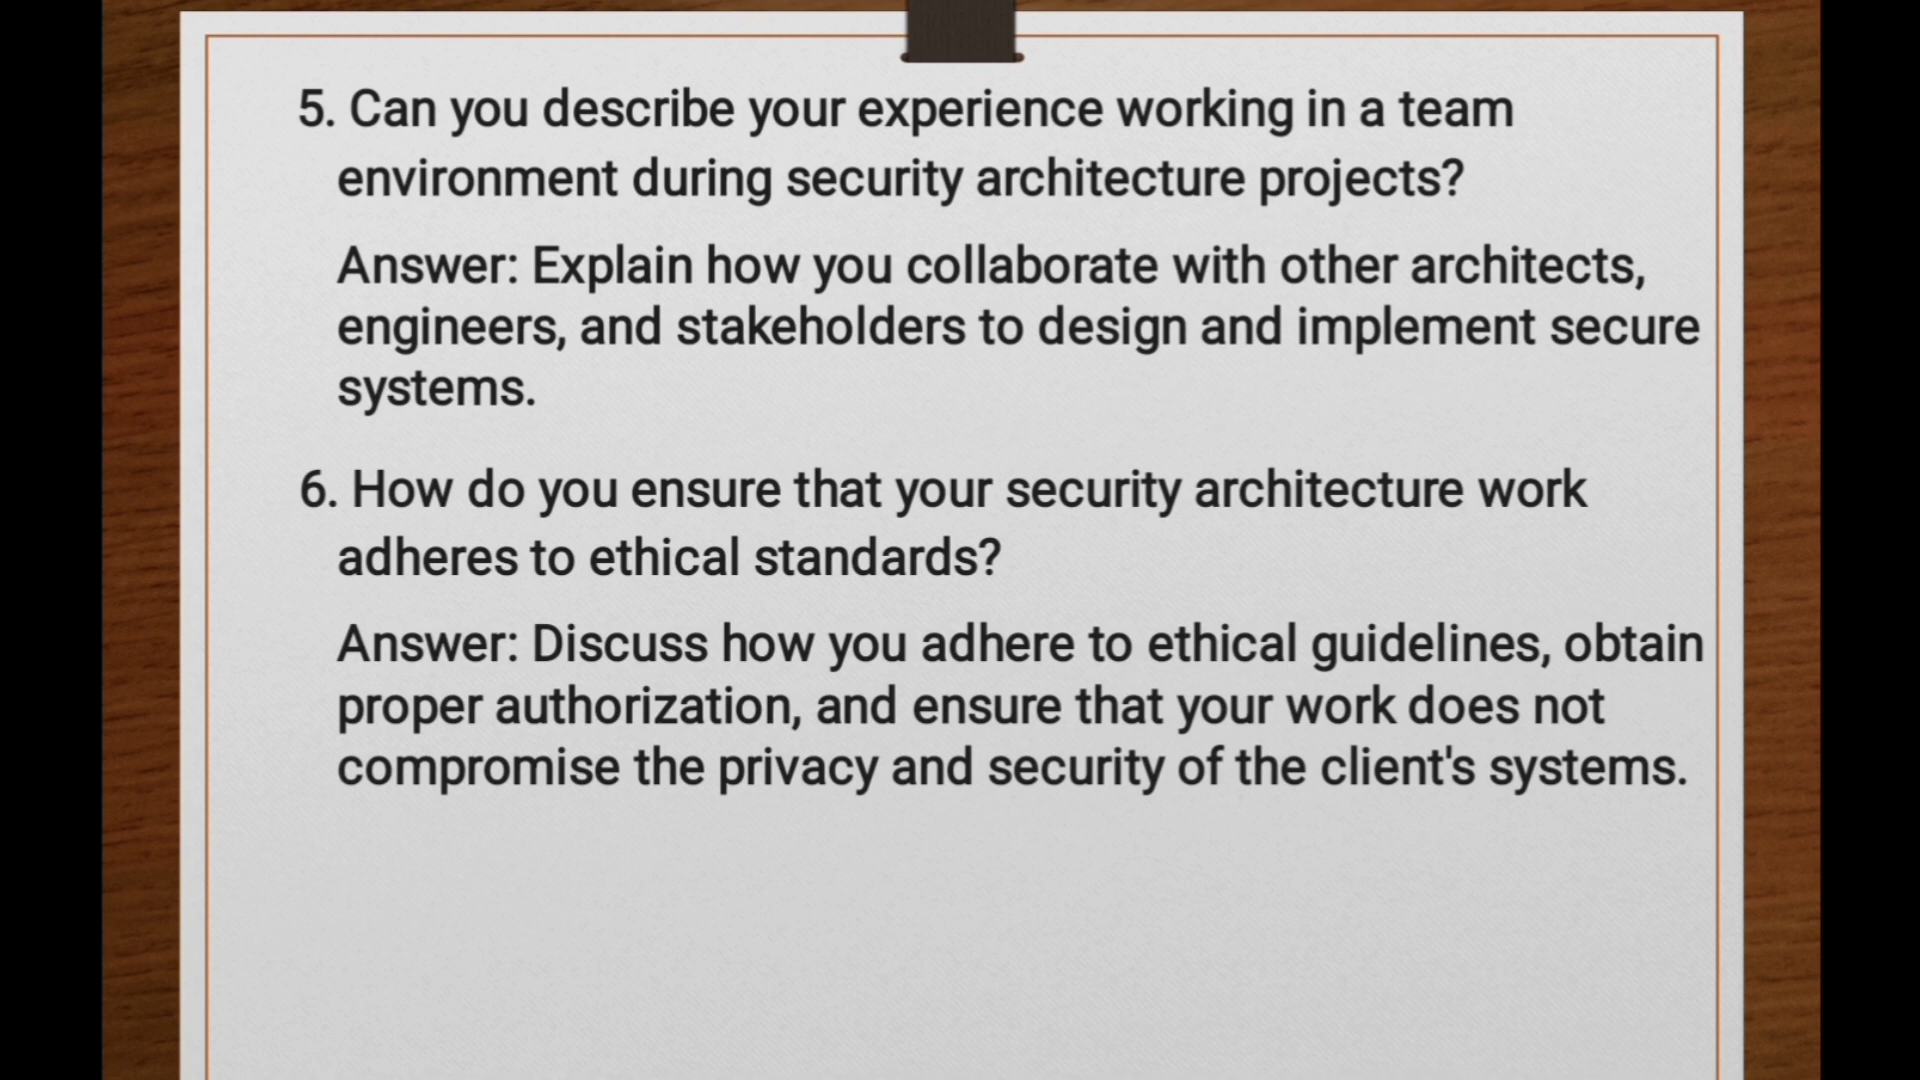 5. Can you describe your experience working in a team
environment during security architecture projects?
Answer: Explain how you collaborate with other architects,
engineers, and stakeholders to design and implement secure
systems.
6. How do you ensure that your security architecture work
adheres to ethical standards?
Answer: Discuss how you adhere to ethical guidelines, obtain
proper authorization, and ensure that your work does not
compromise the privacy and security of the client's systems.